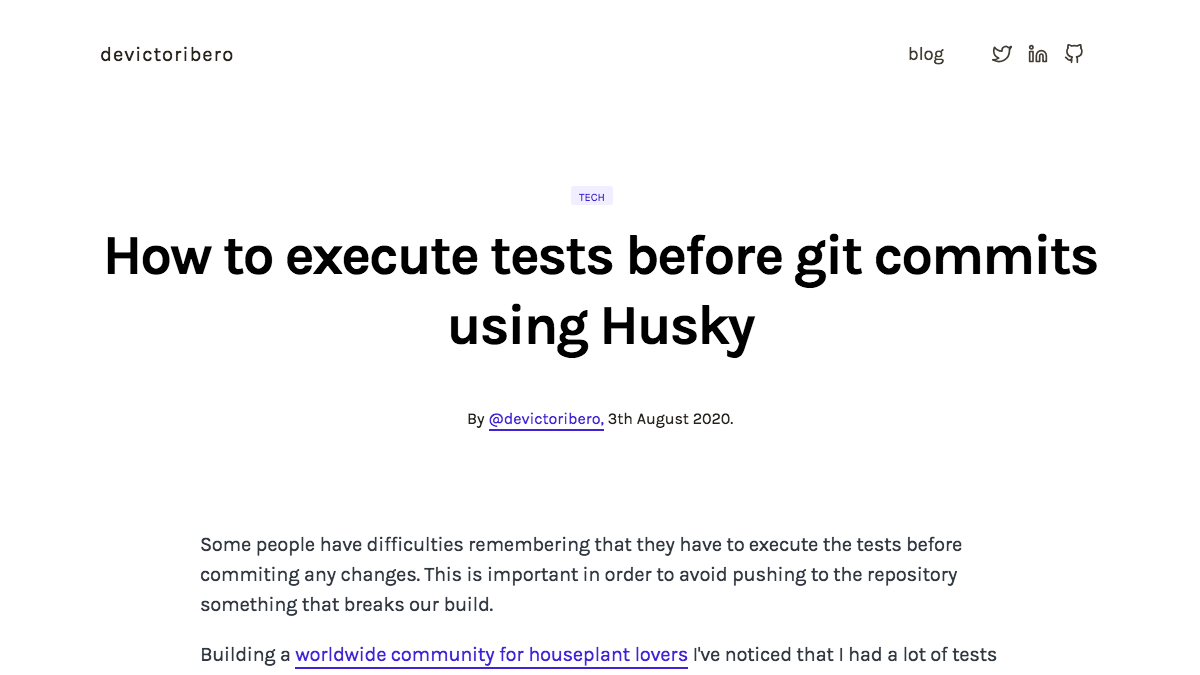 devictoribero
blog
TECH
How to execute tests before git commits
using Husky
By @devictoribero, 3th August 2020.
Some people have difficulties remembering that they have to execute the tests before
commiting any changes. This is important in order to avoid pushing to the repository
something that breaks our build.
Building a worldwide community for houseplant lovers I've noticed that I had a lot of tests